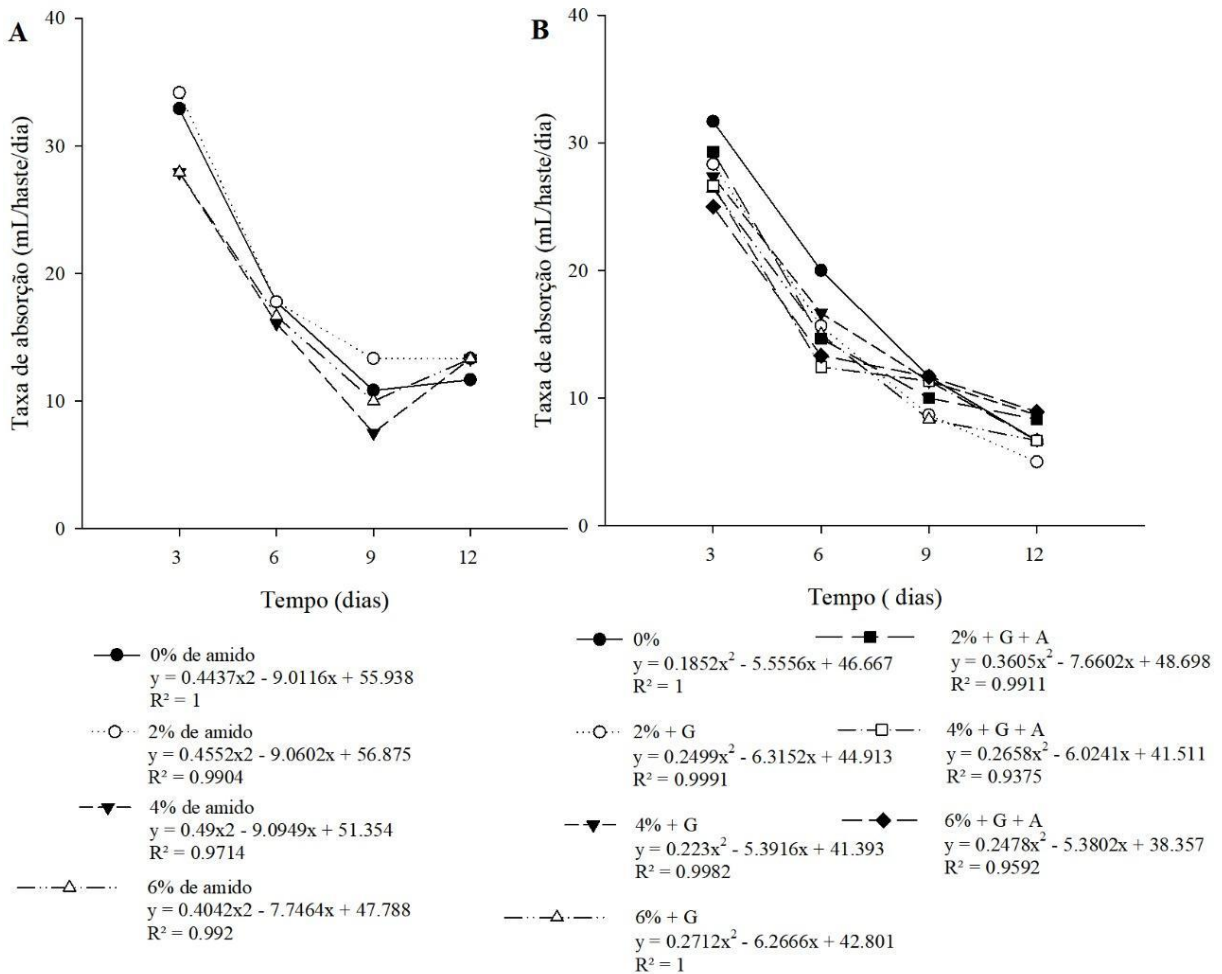 A
40
30
20
10
0
Taxa de absorção (mL/haste/dia)
3 6 9 12
Tempo (dias)
0% de amido
y = 0.4437x2 - 9.0116x + 55.938
R² = 1
2% de amido
y = 0.4552x2 - 9.0602x + 56.875
R² = 0.9904
4% de amido
y = 0.49x2 - 9.0949x + 51.354
R² = 0.9714
6% de amido
y = 0.4042x2 - 7.7464x + 47.788
R² = 0.992
B
40
30
20
10
0
Taxa de absorção (mL/haste/dia)
3 6 9 12
Tempo ( dias)
0%
y = 0.1852x² - 5.5556x + 46.667
R² = 1
2% + G
y = 0.2499x² - 6.3152x + 44.913
R² = 0.9991
4% + G
y = 0.223x² - 5.3916x + 41.393
R² = 0.9982
6% + G
y = 0.2712x² - 6.2666x + 42.801
R² = 1
2% + G + A
y = 0.3605x² - 7.6602x + 48.698
R² = 0.9911
4% + G + A
y = 0.2658x² - 6.0241x + 41.511
R² = 0.9375
6% + G + A
y = 0.2478x² - 5.3802x + 38.357
R² = 0.9592